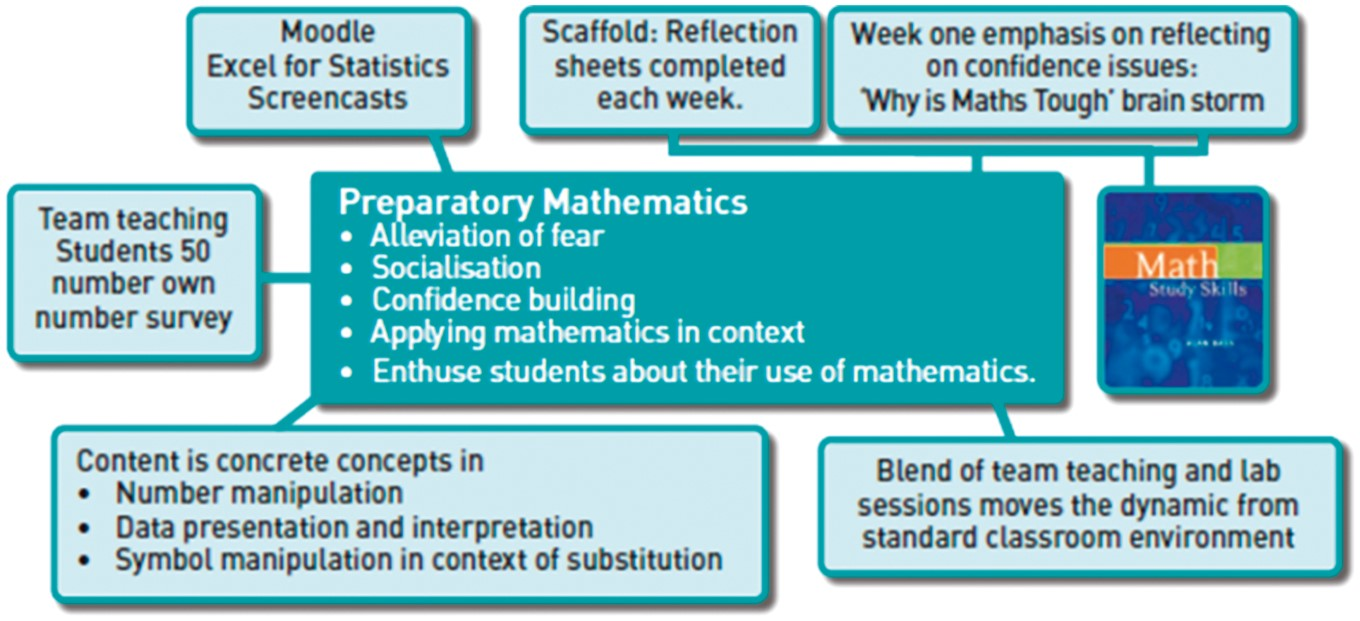 Moodle
Excel for Statistics
Screencasts
Scaffold: Reflection
sheets completed
each week.
Week one emphasis on reflecting
on confidence issues:
'Why is Maths Tough' brain storm
Team teaching
Students 50
number own
number survey
Preparatory Mathematics
• Alleviation of fear
• Socialisation
• Confidence building
• Applying mathematics in context
• Enthuse students about their use of mathematics.
Math
Study Skills
Content is concrete concepts in
• Number manipulation
• Data presentation and interpretation
• Symbol manipulation in context of substitution
Blend of team teaching and lab
sessions moves the dynamic from
standard classroom environment